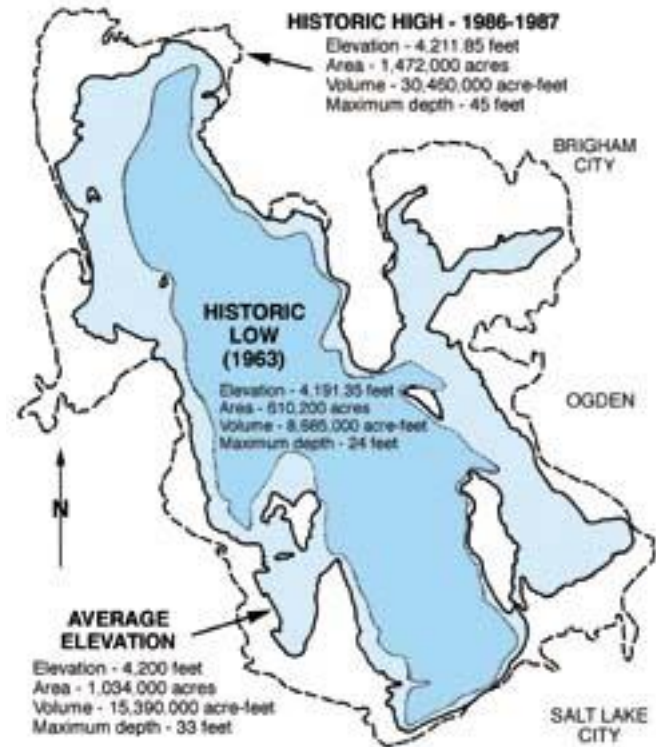 HISTORIC HIGH - 1986-1987
Elevation - 4,211.85 feet
Area - 1,472,000 acres
Volume - 30,460,000 acre-feet
Maximum depth - 45 feet
BRIGHAM
CITY
HISTORIC
LOW
(1963)
Elevation - 4,191.35 feet
Area - 610,200 acres
Volume - 8,685,000 acre-feet
Maximum depth - 24 feet
OGDEN
N
AVERAGE
ELEVATION
Elevation - 4,200 feet
Area - 1,034,000 acres
Volume - 15,390,000 acre-feet
Maximum depth - 33 feet
SALT LAKE
CITY